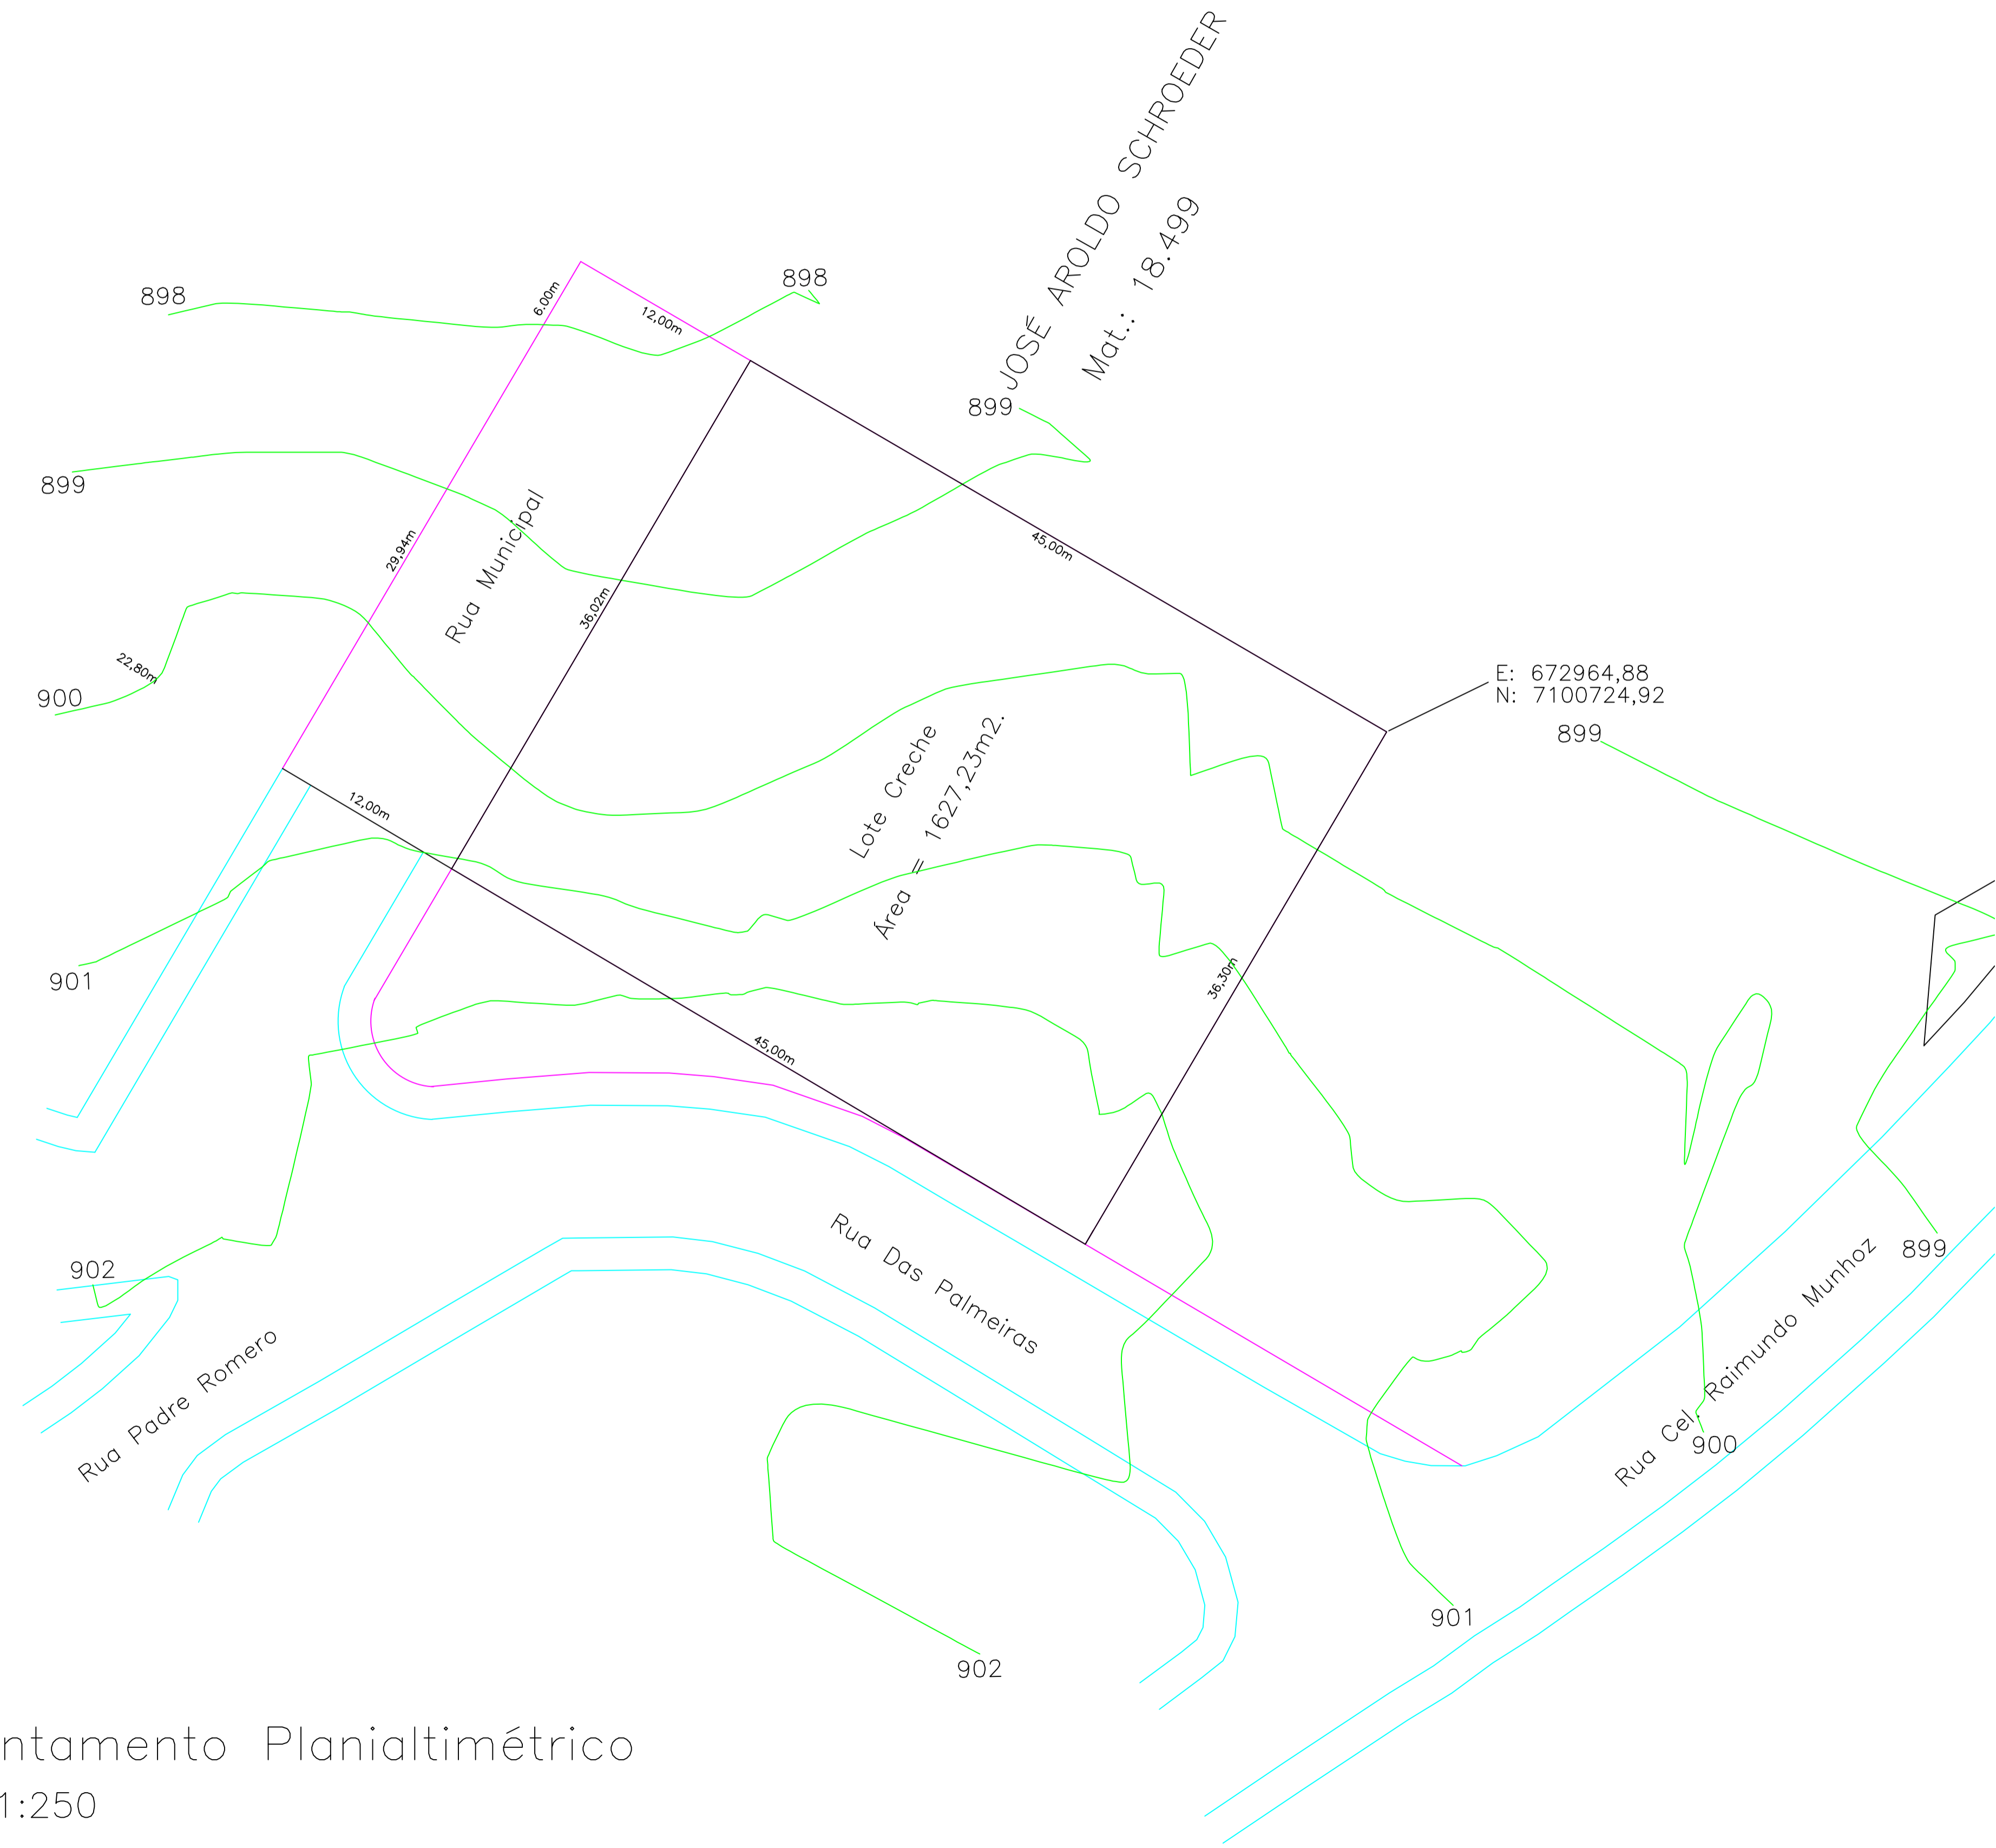 JOSÉ AROLDO SCHROEDER
Mat.: 18.499
898
898
6.00m
12,00m
899
899
29,94m
Rua Municipal
36,02m
45,00m
22,80m
900
E: 672964,88
N: 7100724,92
899
Lote Creche
Área = 1627,23m2.
12,00m
901
36,30m
45,00m
902
Rua Das Palmeiras
899
Rua Padre Romero
Rua Cel. Raimundo Munhoz
900
901
902
ntamento Planialtimétrico
1:250